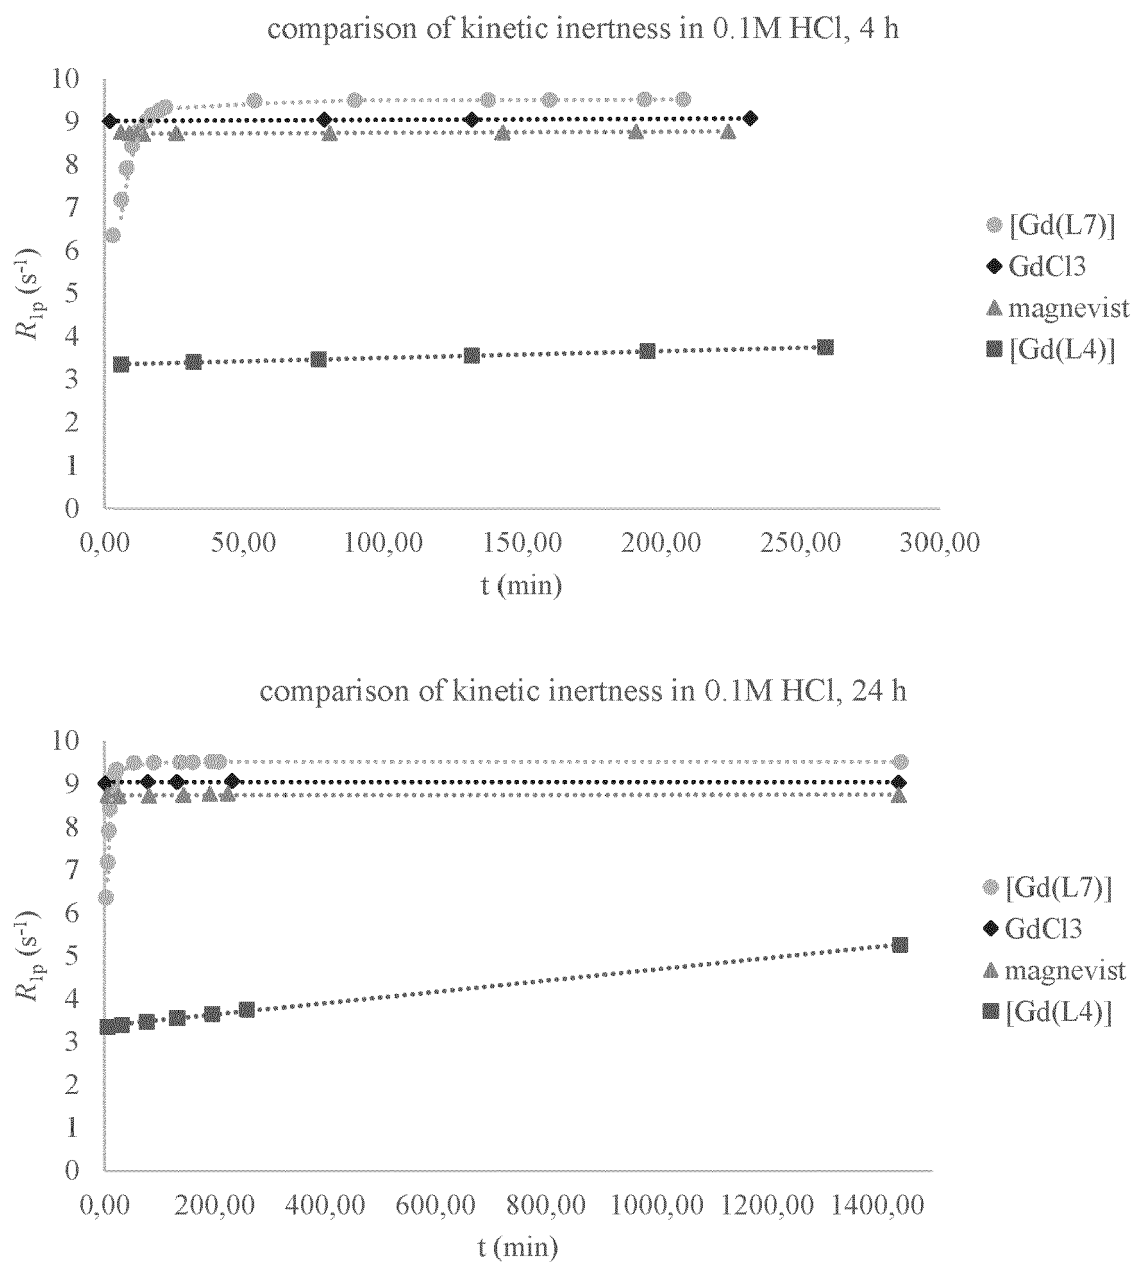 comparison of kinetic inertness in 0.1M HCl, 4 h
10
9
8
7
6
5
4
3
2
1
0
R1p (s-1)
0,00 50,00 100,00 150,00 200,00 250,00 300,00
t (min)
[Gd(L7)]
GdCl3
magnevist
[Gd(L4)]
comparison of kinetic inertness in 0.1M HCl, 24 h
10
9
8
7
6
5
4
3
2
1
0
R1p (s-1)
0,00 200,00 400,00 600,00 800,00 1000,00 1200,00 1400,00
t (min)
[Gd(L7)]
GdCl3
magnevist
[Gd(L4)]